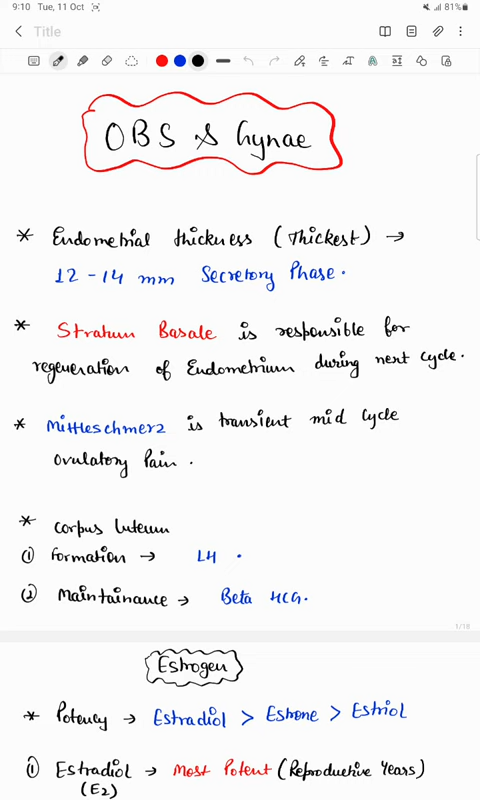 9:10 Tue, 11 Oct 81%
Title
OBS & Gynae
* Endometrial thickness (Thickest) →
12-14 mm Secretory Phase.
* Stratum Basale is responsible for
regeneration of Endometrium during next cycle.
* Mittleschmerz is transient mid cycle
ovulatory Pain.
* Corpus luteum
① Formation → LH .
② Maintainance → Beta HCG.
1/18
Estrogen
* Potency → Estradiol > Estrone > Estriol
① Estradiol → Most Potent (Reproductive Years)
(E2)